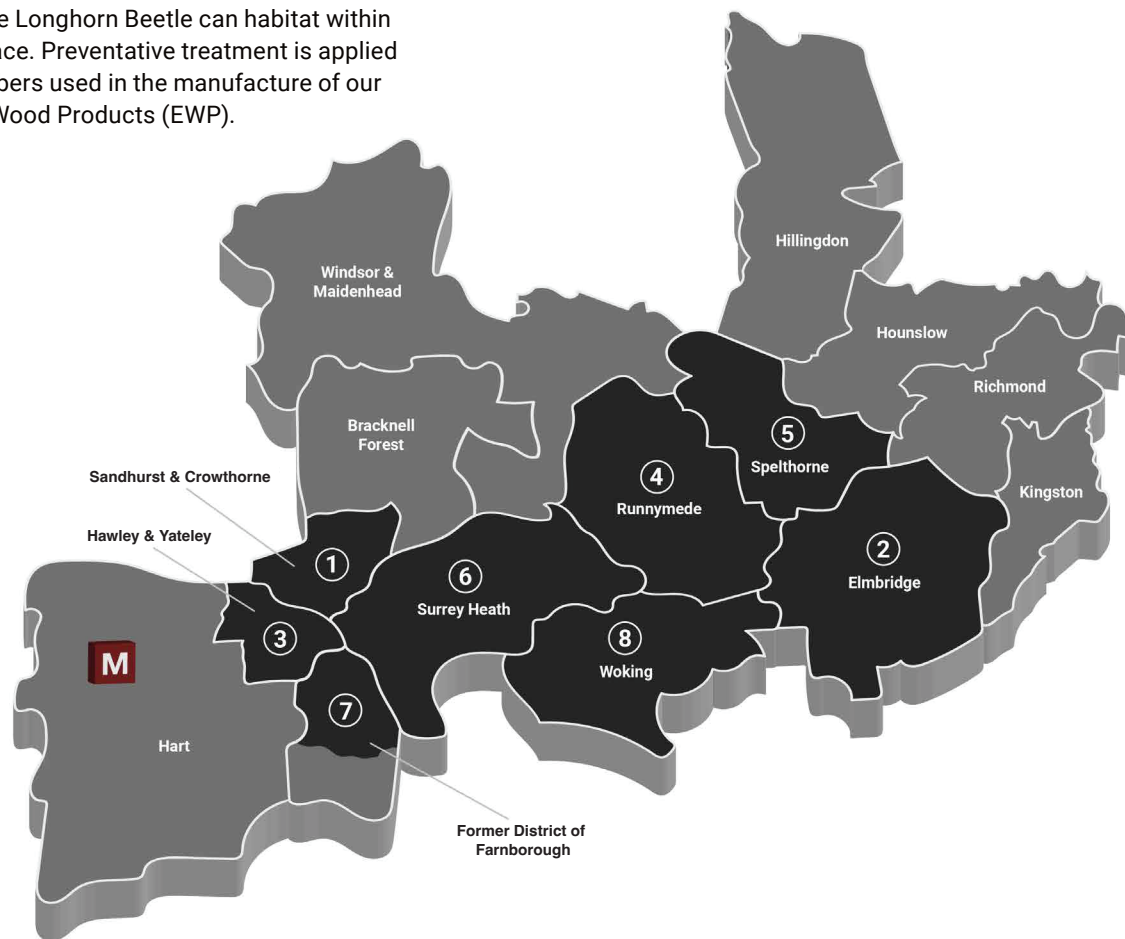 e Longhorn Beetle can habitat within
ace. Preventative treatment is applied
bers used in the manufacture of our
Wood Products (EWP).
Hillingdon
Windsor &
Maidenhead
Hounslow
Richmond
Bracknell
Forest
5
Spelthorne
Sandhurst & Crowthorne
4
Runnymede
Kingston
Hawley & Yateley
1
2
Elmbridge
6
Surrey Heath
3
8
Woking
M
7
Hart
Former District of
Farnborough